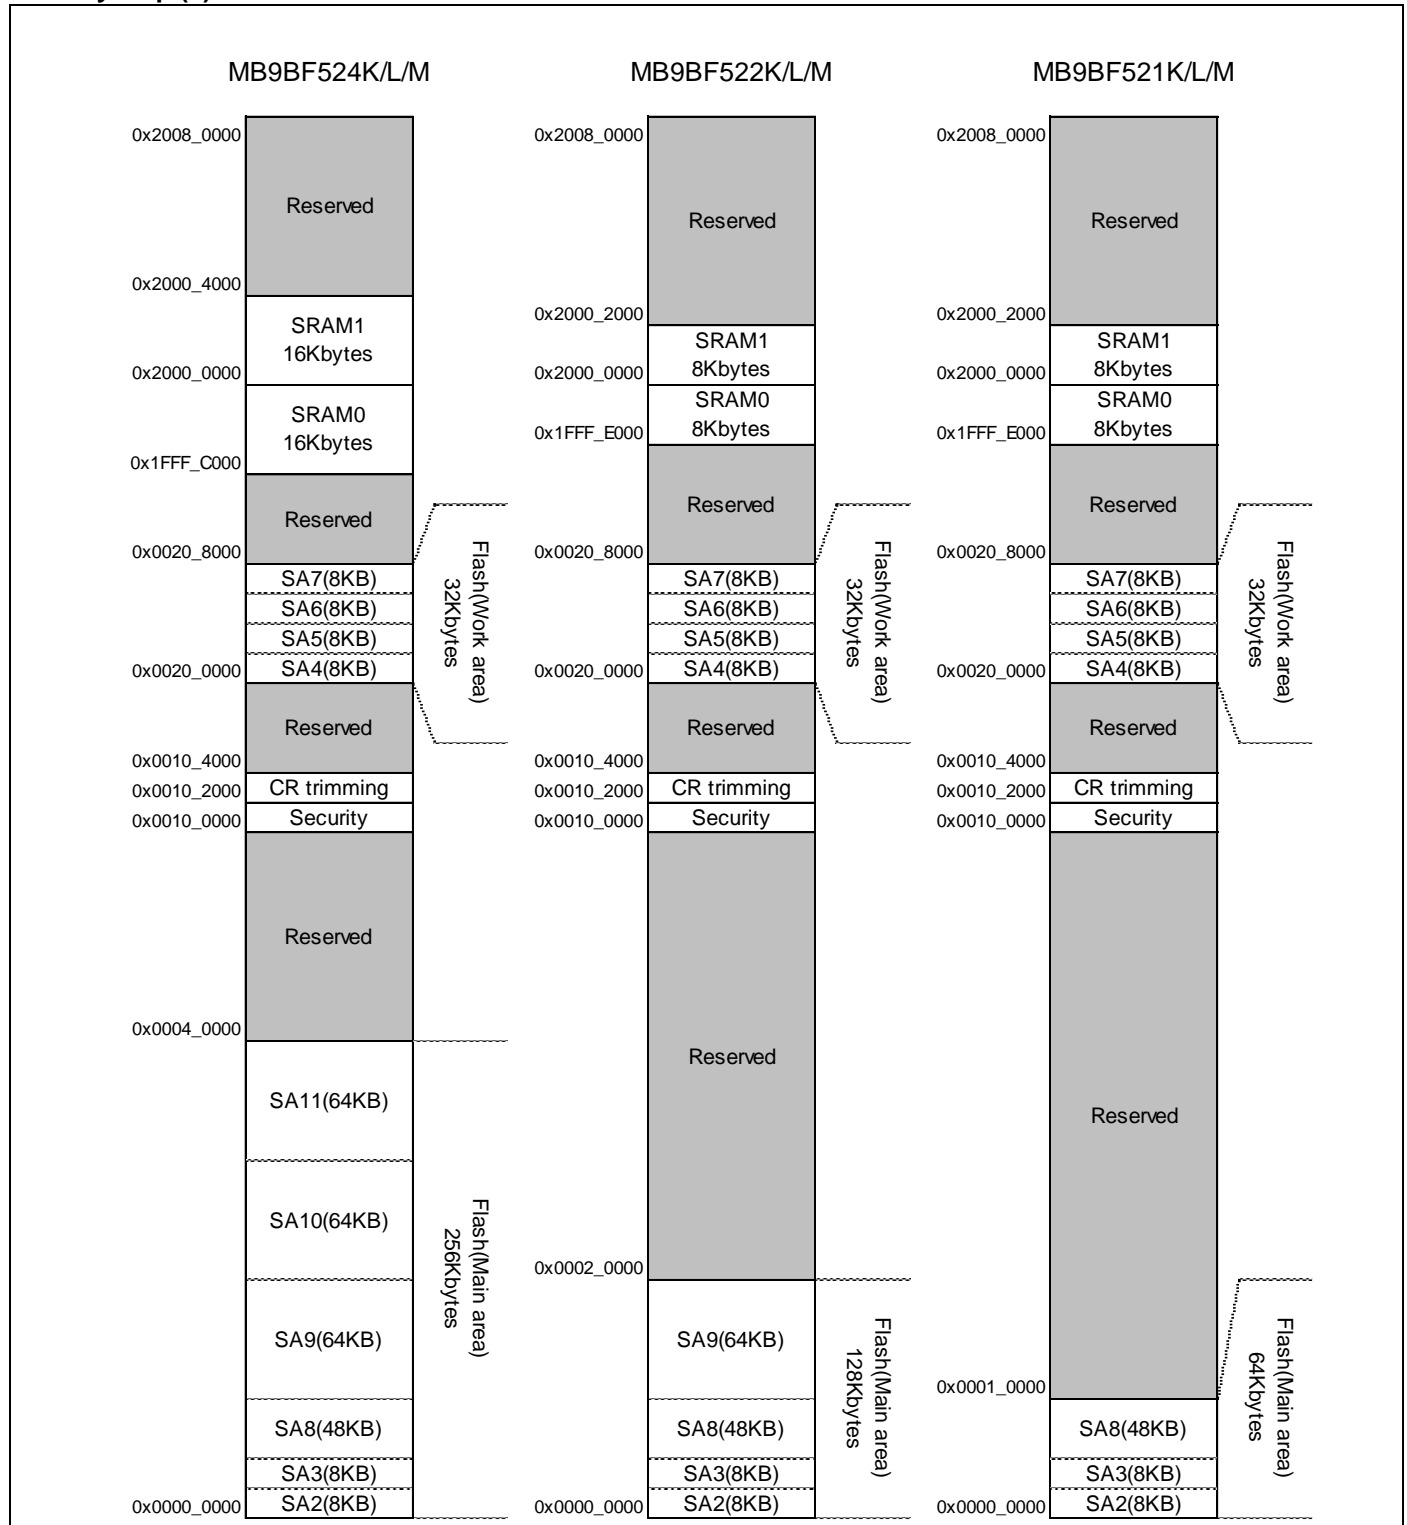 MB9BF524K/L/M
0x2008_0000
Reserved
0x2000_4000
SRAM1
16Kbytes
0x2000_0000
SRAM0
16Kbytes
0x1FFF_C000
Reserved
0x0020_8000
SA7(8KB)
SA6(8KB)
SA5(8KB)
0x0020_0000
SA4(8KB)
Flash(Work area)
32Kbytes
Reserved
0x0010_4000
CR trimming
0x0010_2000
Security
0x0010_0000
Reserved
0x0004_0000
SA11(64KB)
SA10(64KB)
SA9(64KB)
SA8(48KB)
SA3(8KB)
SA2(8KB)
0x0000_0000
Flash(Main area)
256Kbytes
MB9BF522K/L/M
0x2008_0000
Reserved
0x2000_2000
SRAM1
8Kbytes
0x2000_0000
SRAM0
8Kbytes
0x1FFF_E000
Reserved
0x0020_8000
SA7(8KB)
SA6(8KB)
SA5(8KB)
0x0020_0000
SA4(8KB)
Flash(Work area)
32Kbytes
Reserved
0x0010_4000
CR trimming
0x0010_2000
Security
0x0010_0000
Reserved
0x0002_0000
SA9(64KB)
SA8(48KB)
SA3(8KB)
SA2(8KB)
0x0000_0000
Flash(Main area)
128Kbytes
MB9BF521K/L/M
0x2008_0000
Reserved
0x2000_2000
SRAM1
8Kbytes
0x2000_0000
SRAM0
8Kbytes
0x1FFF_E000
Reserved
0x0020_8000
SA7(8KB)
SA6(8KB)
SA5(8KB)
0x0020_0000
SA4(8KB)
Flash(Work area)
32Kbytes
Reserved
0x0010_4000
CR trimming
0x0010_2000
Security
0x0010_0000
Reserved
0x0001_0000
SA8(48KB)
SA3(8KB)
SA2(8KB)
0x0000_0000
Flash(Main area)
64Kbytes